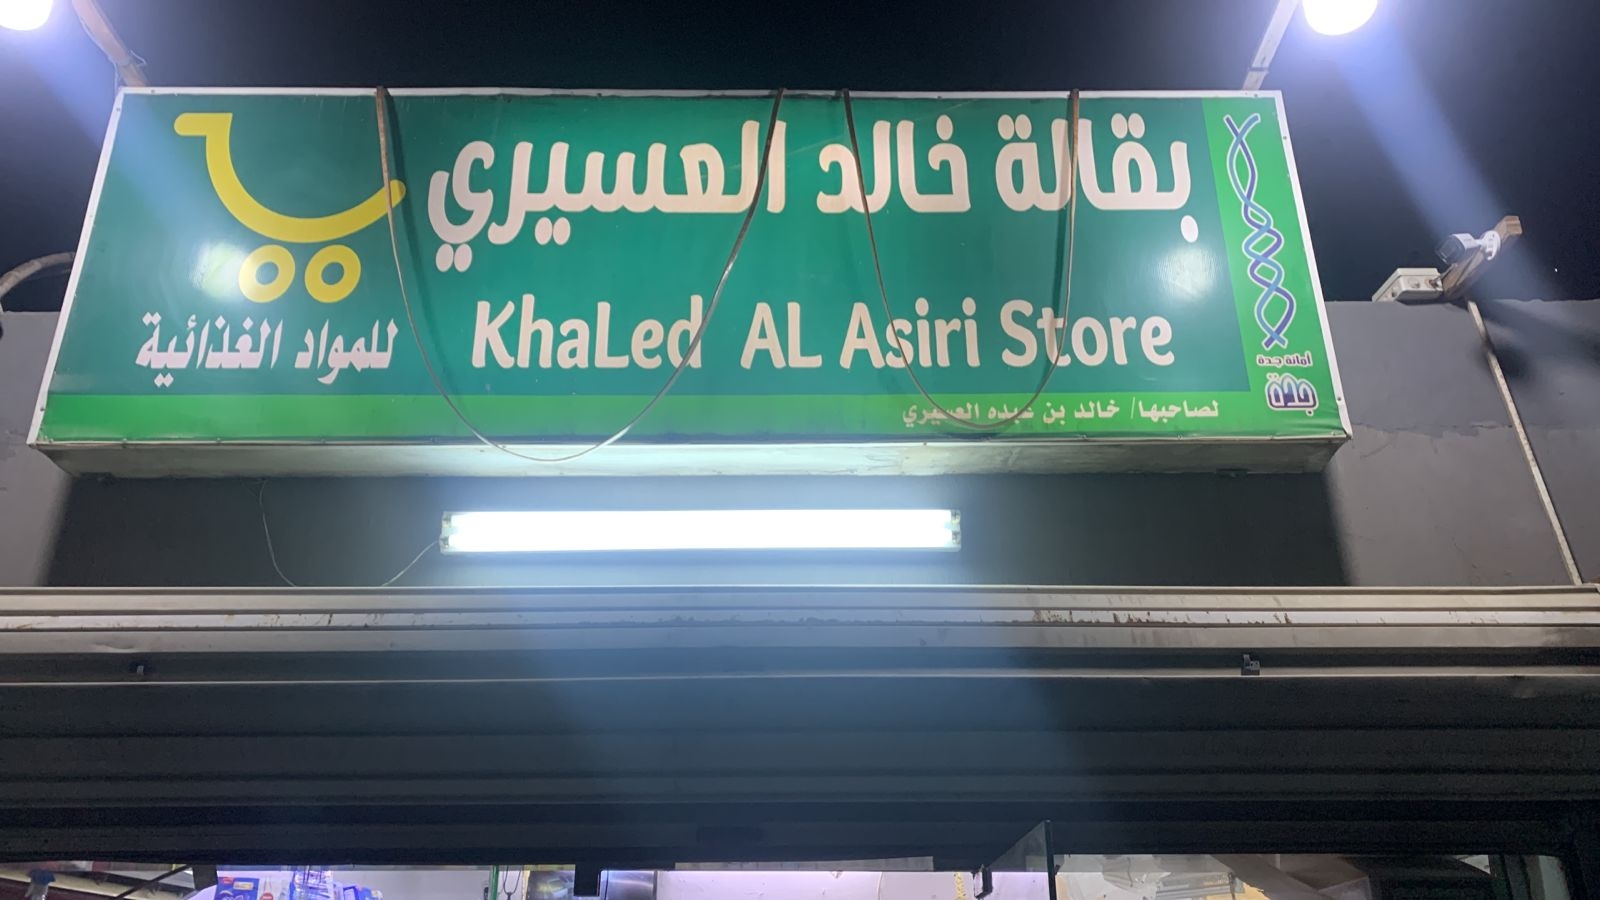 بقالة خالد العسيري
KhaLed AL Asiri Store
للمواد الغذائية
لصاحبها/ خالد بن عبده العسيري
أمانة جدة
جدة